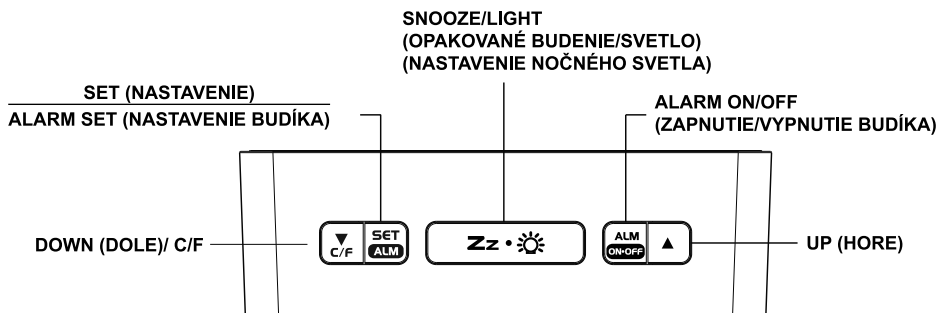 SNOOZE/LIGHT
(OPAKOVANÉ BUDENIE/SVETLO)
(NASTAVENIE NOČNÉHO SVETLA)
SET (NASTAVENIE)
ALARM SET (NASTAVENIE BUDÍKA)
ALARM ON/OFF
(ZAPNUTIE/VYPNUTIE BUDÍKA)
DOWN (DOLE)/ C/F
▼
C/F
SET
ALM
Zz •
ALM
ON•OFF
▲
UP (HORE)